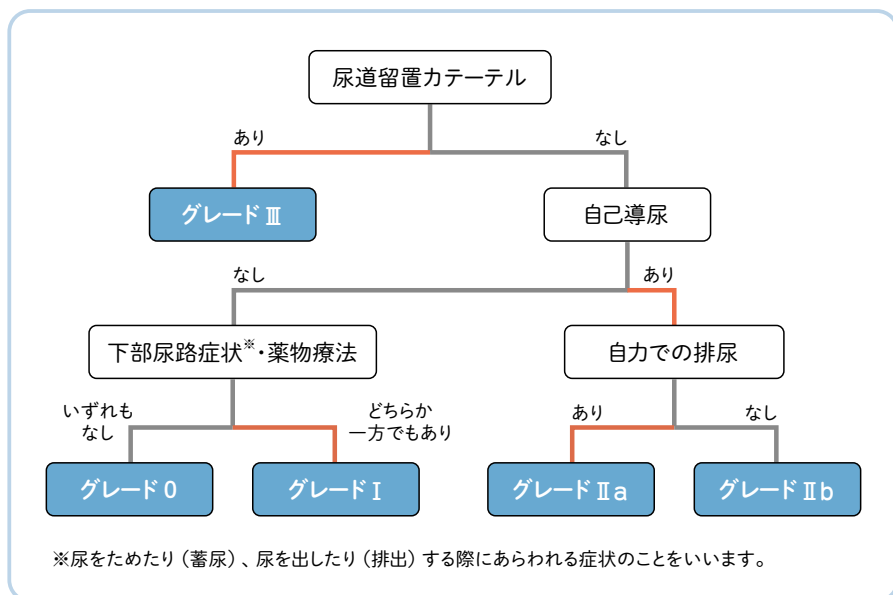 尿道留置カテーテル
あり
なし
グレードⅢ
自己導尿
なし
あり
下部尿路症状※・薬物療法
自力での排尿
いずれも
なし
どちらか
一方でもあり
あり
なし
グレード0
グレードⅠ
グレードⅡa
グレードⅡb
※尿をためたり（蓄尿）、尿を出したり（排出）する際にあらわれる症状のことをいいます。